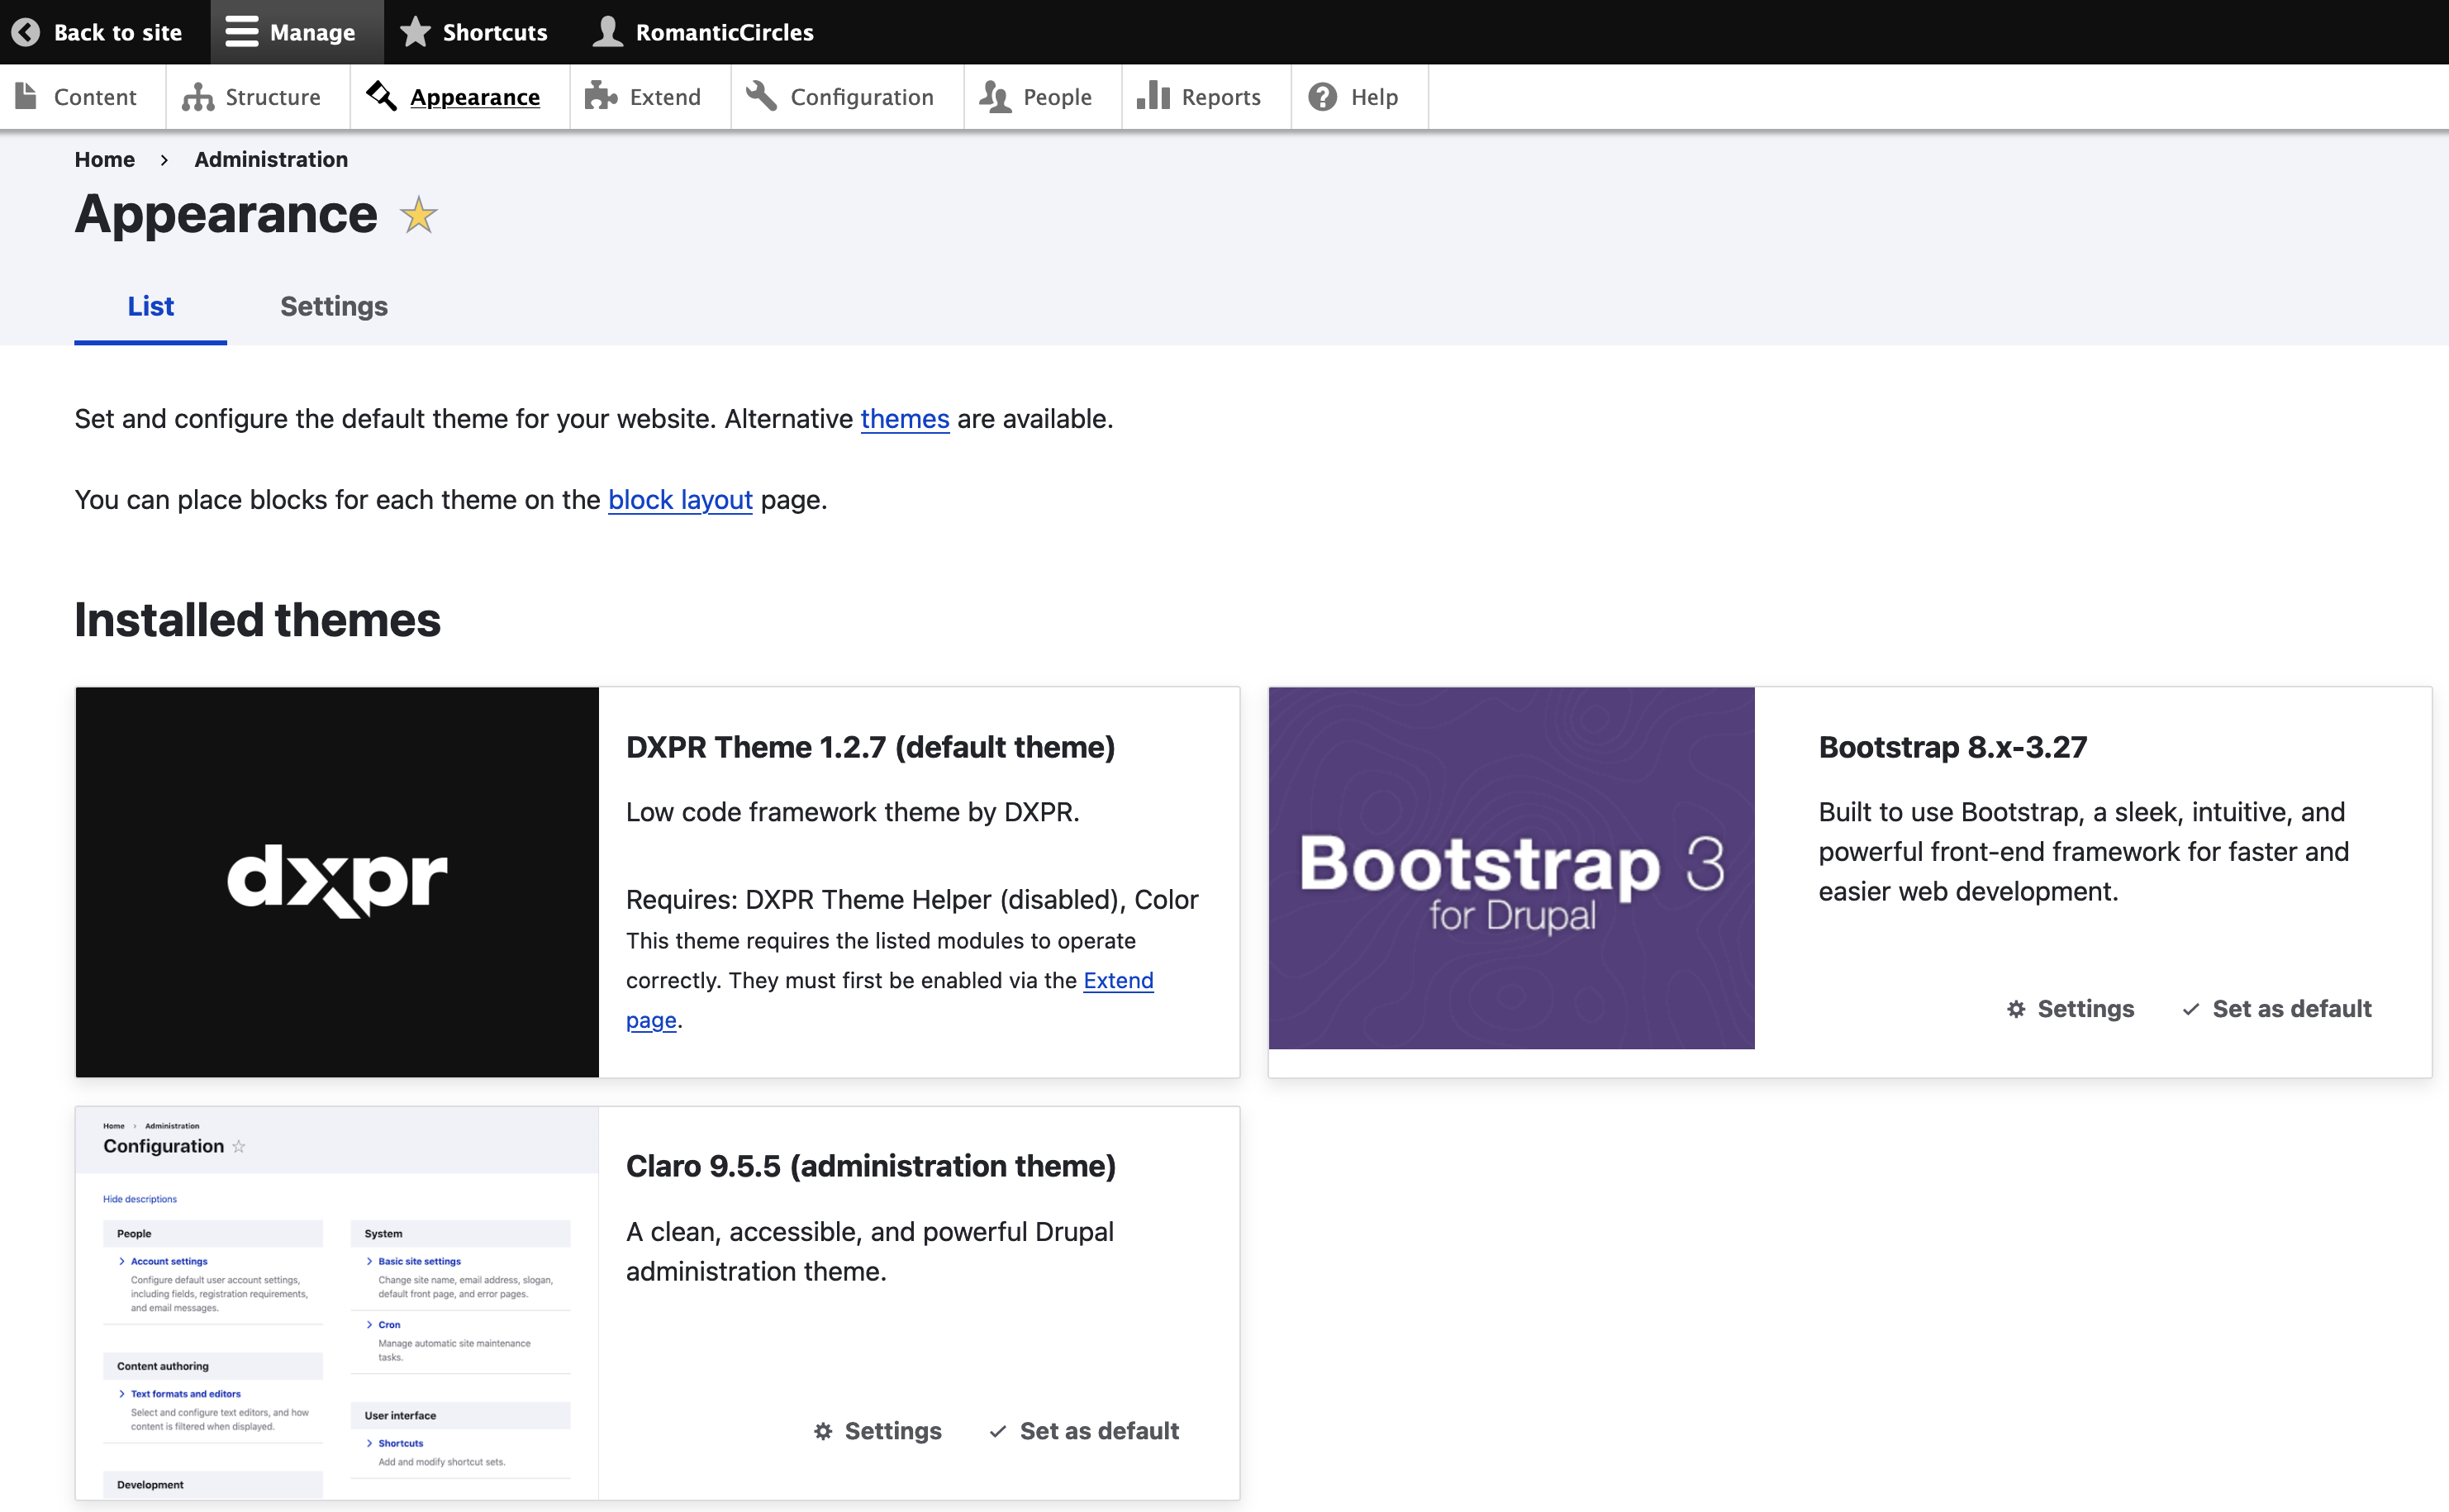 Back to site
Manage
Shortcuts
RomanticCircles
Content
Structure
Appearance
Extend
Configuration
People
Reports
Help
Home › Administration
Appearance
List
Settings
Set and configure the default theme for your website. Alternative themes are available.
You can place blocks for each theme on the block layout page.
Installed themes
dxpr
DXPR Theme 1.2.7 (default theme)
Low code framework theme by DXPR.
Requires: DXPR Theme Helper (disabled), Color
This theme requires the listed modules to operate
correctly. They must first be enabled via the Extend
page.
Bootstrap 3
for Drupal
Bootstrap 8.x-3.27
Built to use Bootstrap, a sleek, intuitive, and
powerful front-end framework for faster and
easier web development.
Settings
Set as default
Home › Administration
Configuration
Hide descriptions
People
Account settings
Configure default user account settings,
including fields, registration requirements,
and email messages.
Content authoring
Text formats and editors
Select and configure text editors, and how
content is filtered when displayed.
Development
System
Basic site settings
Change site name, email address, slogan,
default front page, and error pages.
Cron
Manage automatic site maintenance
tasks.
User interface
Shortcuts
Add and modify shortcut sets.
Claro 9.5.5 (administration theme)
A clean, accessible, and powerful Drupal
administration theme.
Settings
Set as default